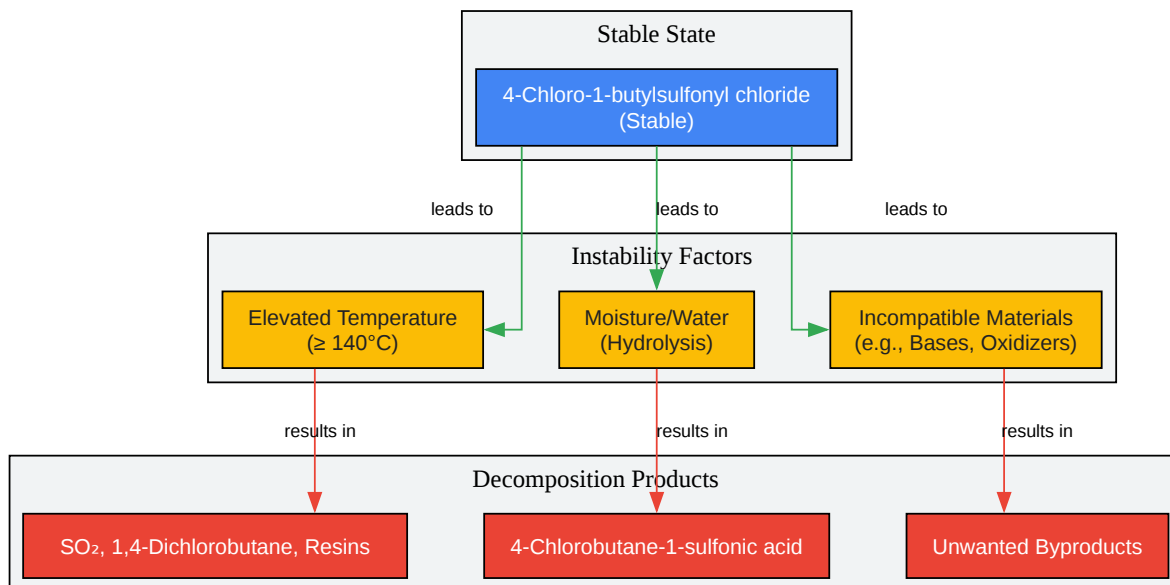 Stable State
4-Chloro-1-butylsulfonyl chloride
(Stable)
leads to
leads to
leads to
Instability Factors
Elevated Temperature
(≥ 140°C)
Moisture/Water
(Hydrolysis)
Incompatible Materials
(e.g., Bases, Oxidizers)
results in
results in
results in
Decomposition Products
SO₂, 1,4-Dichlorobutane, Resins
4-Chlorobutane-1-sulfonic acid
Unwanted Byproducts